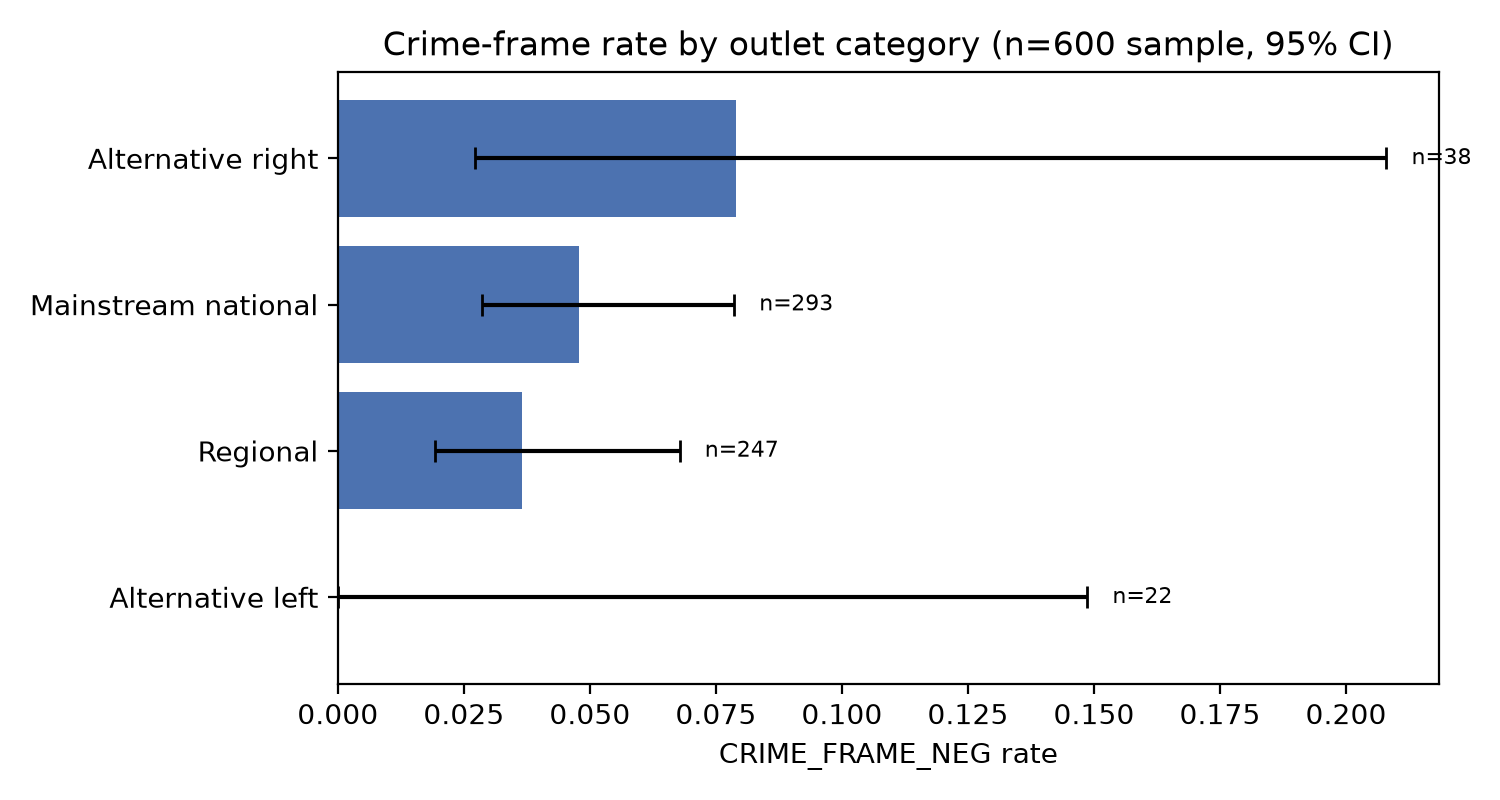 Crime-frame rate by outlet category (n=600 sample, 95% CI)
Alternative right
n=38
Mainstream national
n=293
Regional
n=247
Alternative left
n=22
0.000 0.025 0.050 0.075 0.100 0.125 0.150 0.175 0.200
CRIME_FRAME_NEG rate